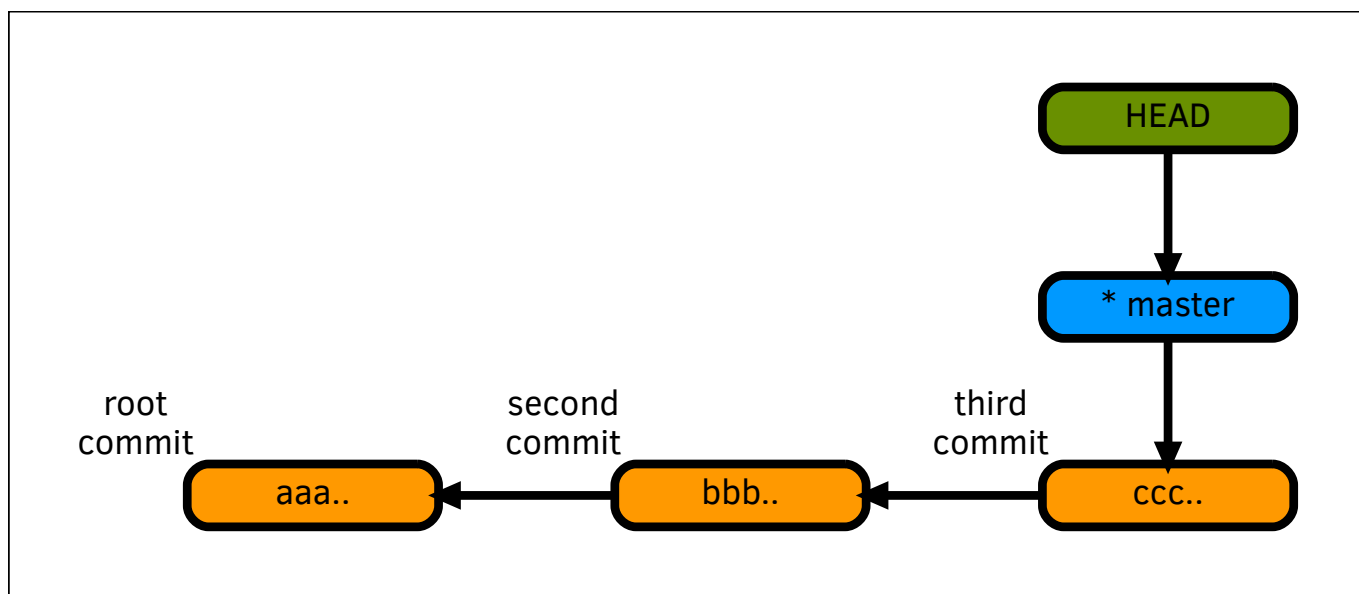 HEAD
* master
root
commit
second
commit
third
commit
aaa..
bbb..
ccc..